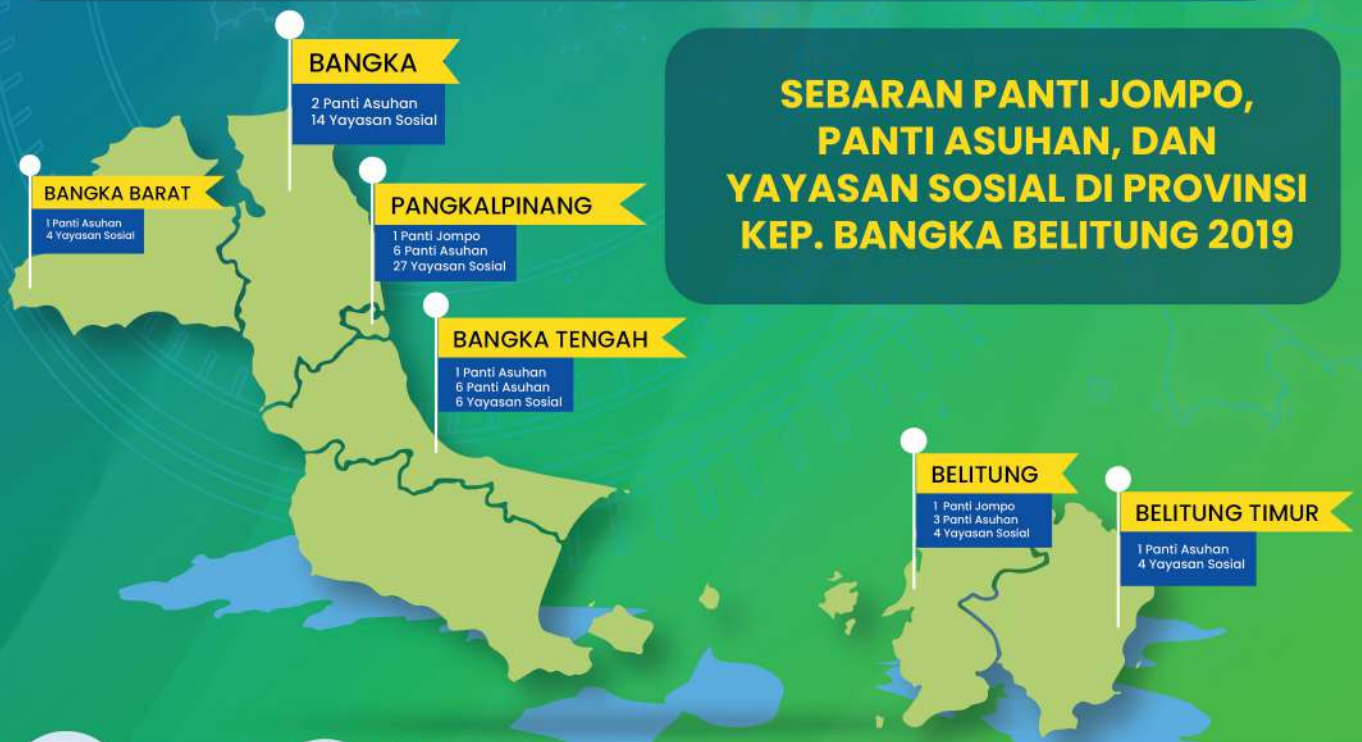 SEBARAN PANTI JOMPO,
PANTI ASUHAN, DAN
YAYASAN SOSIAL DI PROVINSI
KEP. BANGKA BELITUNG 2019
BANGKA
2 Panti Asuhan
14 Yayasan Sosial
BANGKA BARAT
1 Panti Asuhan
4 Yayasan Sosial
PANGKALPINANG
1 Panti Jompo
6 Panti Asuhan
27 Yayasan Sosial
BANGKA TENGAH
1 Panti Asuhan
6 Panti Asuhan
6 Yayasan Sosial
BELITUNG
1 Panti Jompo
3 Panti Asuhan
4 Yayasan Sosial
BELITUNG TIMUR
1 Panti Asuhan
4 Yayasan Sosial